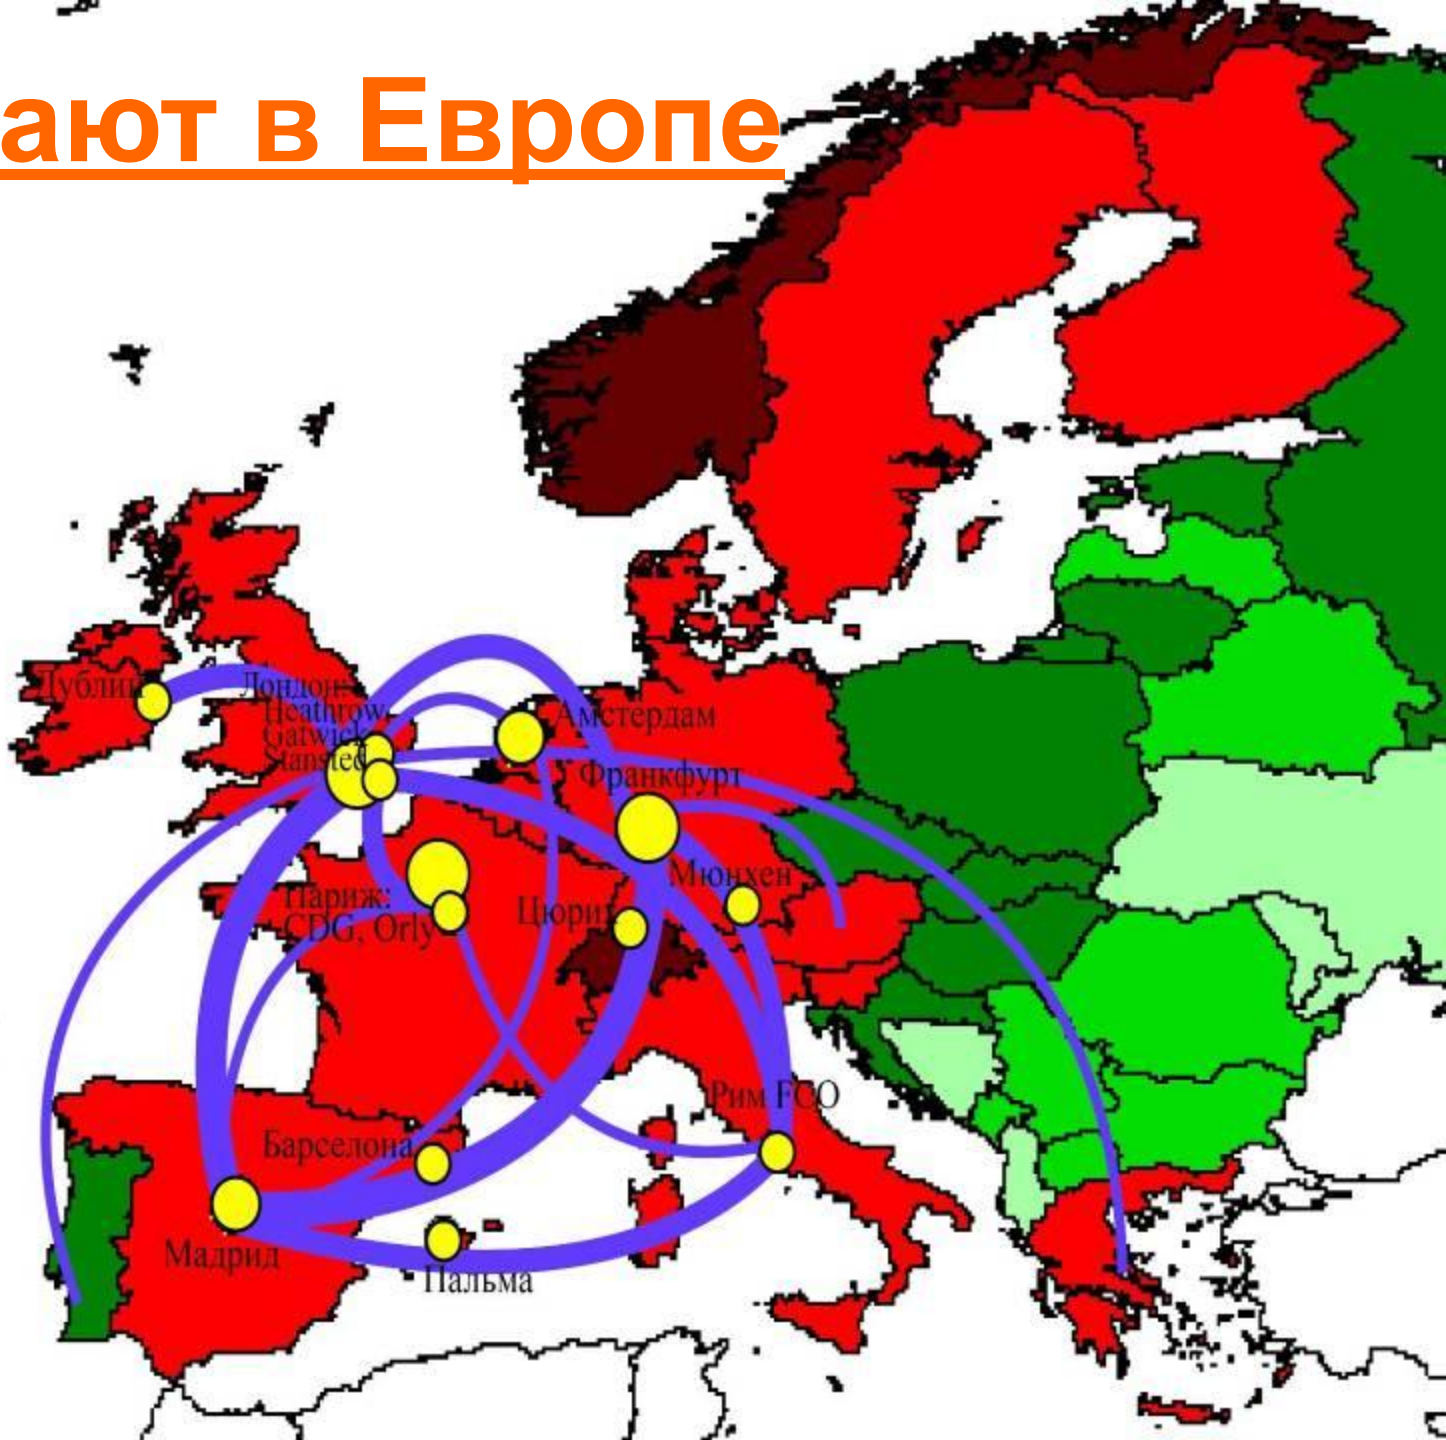 ают в Европе
Дублин
Лондон:
Heathrow,
Gatwick,
Stansted
Амстердам
Франкфурт
Мюнхен
Париж:
CDG, Orly
Цюрих
Рим FCO
Барселона
Мадрид
Пальма